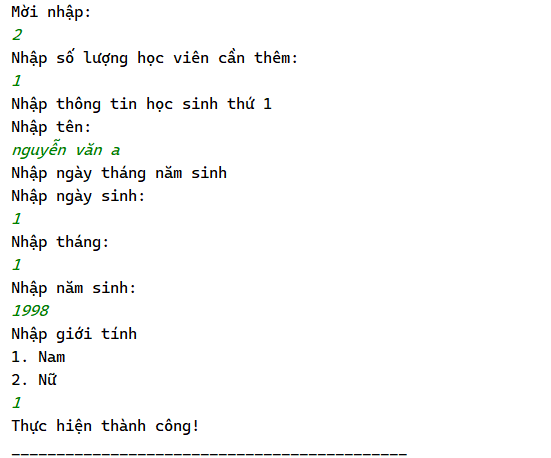 Mời nhập:
2
Nhập số lượng học viên cần thêm:
1
Nhập thông tin học sinh thứ 1
Nhập tên:
nguyễn văn a
Nhập ngày tháng năm sinh
Nhập ngày sinh:
1
Nhập tháng:
1
Nhập năm sinh:
1998
Nhập giới tính
1. Nam
2. Nữ
1
Thực hiện thành công!
____________________________________________